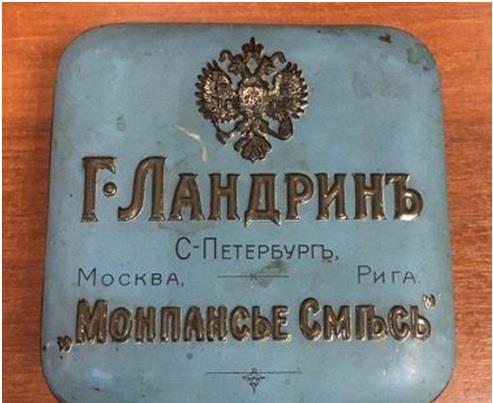 Г. Ландринъ
С-Петербургъ,
Москва, Рига.
„Монпансье Смѣсь"